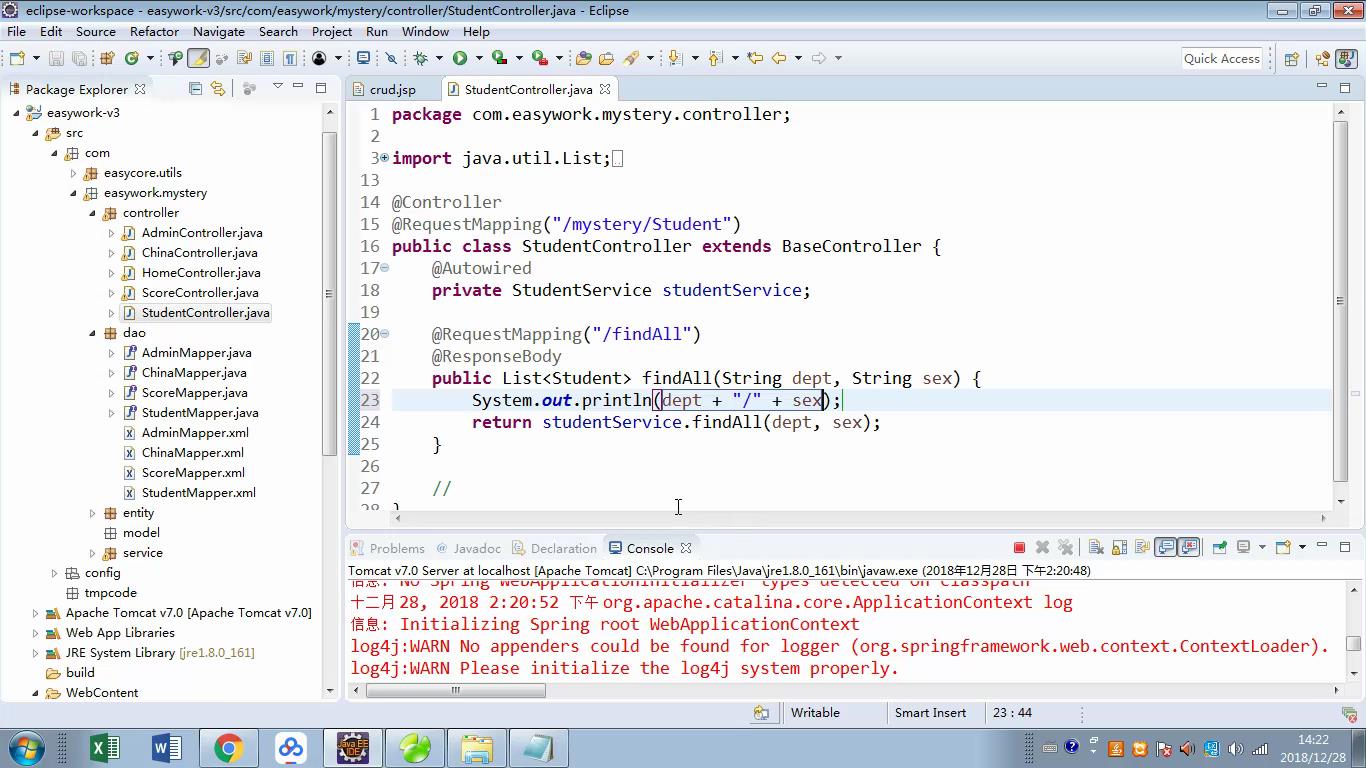 eclipse-workspace - easywork-v3/src/com/easywork/mystery/controller/StudentController.java - Eclipse
File Edit Source Refactor Navigate Search Project Run Window Help
Quick Access
Package Explorer
easywork-v3
src
com
easycore.utils
easywork.mystery
controller
AdminController.java
ChinaController.java
HomeController.java
ScoreController.java
StudentController.java
dao
AdminMapper.java
ChinaMapper.java
ScoreMapper.java
StudentMapper.java
AdminMapper.xml
ChinaMapper.xml
ScoreMapper.xml
StudentMapper.xml
entity
model
service
config
tmpcode
Apache Tomcat v7.0 [Apache Tomcat v7.0]
Web App Libraries
JRE System Library [jre1.8.0_161]
build
WebContent
crud.jsp StudentController.java
1 package com.easywork.mystery.controller;
2
3 import java.util.List;
13
14 @Controller
15 @RequestMapping("/mystery/Student")
16 public class StudentController extends BaseController {
17 @Autowired
18 private StudentService studentService;
19
20 @RequestMapping("/findAll")
21 @ResponseBody
22 public List<Student> findAll(String dept, String sex) {
23 System.out.println(dept + "/" + sex);
24 return studentService.findAll(dept, sex);
25 }
26
27 //
28 }
Problems @ Javadoc Declaration Console
Tomcat v7.0 Server at localhost [Apache Tomcat] C:\Program Files\Java\jre1.8.0_161\bin\javaw.exe (2018年12月28日 下午2:20:48)
信息: No Spring WebApplicationInitializer types detected on classpath
十二月 28, 2018 2:20:52 下午 org.apache.catalina.core.ApplicationContext log
信息: Initializing Spring root WebApplicationContext
log4j:WARN No appenders could be found for logger (org.springframework.web.context.ContextLoader).
log4j:WARN Please initialize the log4j system properly.
Writable Smart Insert 23 : 44
Java EE
IDE
14:22
2018/12/28